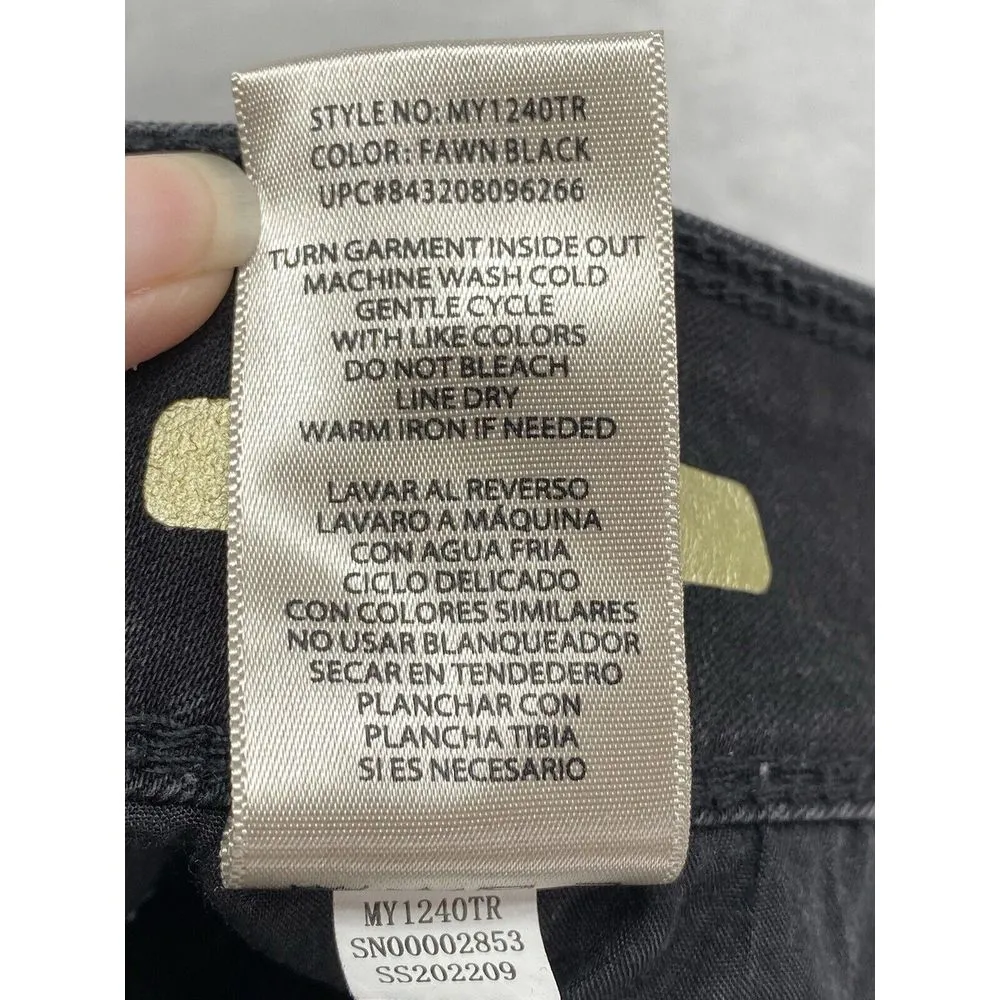 STYLE NO: MY1240TR
COLOR: FAWN BLACK
UPC#843208096266
TURN GARMENT INSIDE OUT
MACHINE WASH COLD
GENTLE CYCLE
WITH LIKE COLORS
DO NOT BLEACH
LINE DRY
WARM IRON IF NEEDED
LAVAR AL REVERSO
LAVARO A MÁQUINA
CON AGUA FRIA
CICLO DELICADO
CON COLORES SIMILARES
NO USAR BLANQUEADOR
SECAR EN TENDEDERO
PLANCHAR CON
PLANCHA TIBIA
SI ES NECESARIO
MY1240TR
SN00002853
SS202209